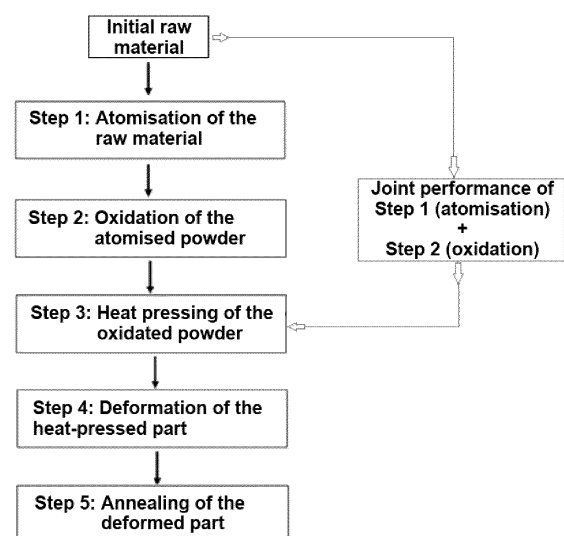 Initial raw
material
Step 1: Atomisation of the
raw material
Step 2: Oxidation of the
atomised powder
Joint performance of
Step 1 (atomisation)
+
Step 2 (oxidation)
Step 3: Heat pressing of the
oxidated powder
Step 4: Deformation of the
heat-pressed part
Step 5: Annealing of the
deformed part